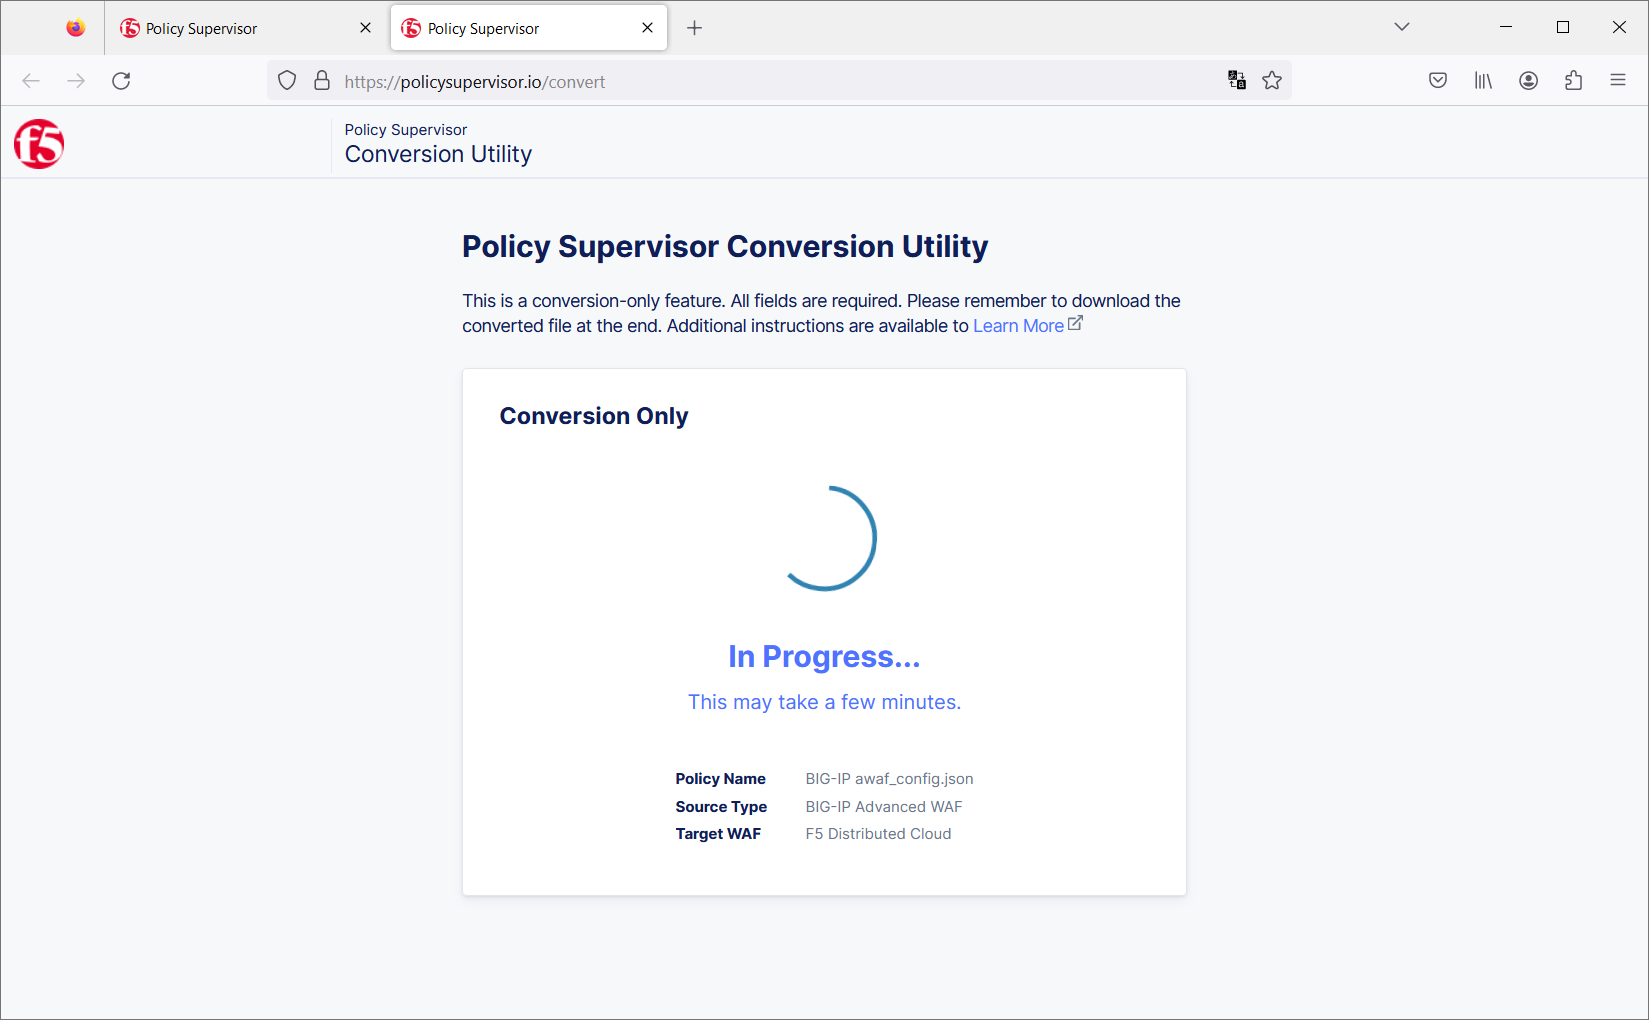 f5 Policy Supervisor
f5 Policy Supervisor
https://policysupervisor.io/convert
f5
Policy Supervisor
Conversion Utility
Policy Supervisor Conversion Utility
This is a conversion-only feature. All fields are required. Please remember to download the
converted file at the end. Additional instructions are available to Learn More
Conversion Only
In Progress...
This may take a few minutes.
Policy Name BIG-IP awaf_config.json
Source Type BIG-IP Advanced WAF
Target WAF F5 Distributed Cloud